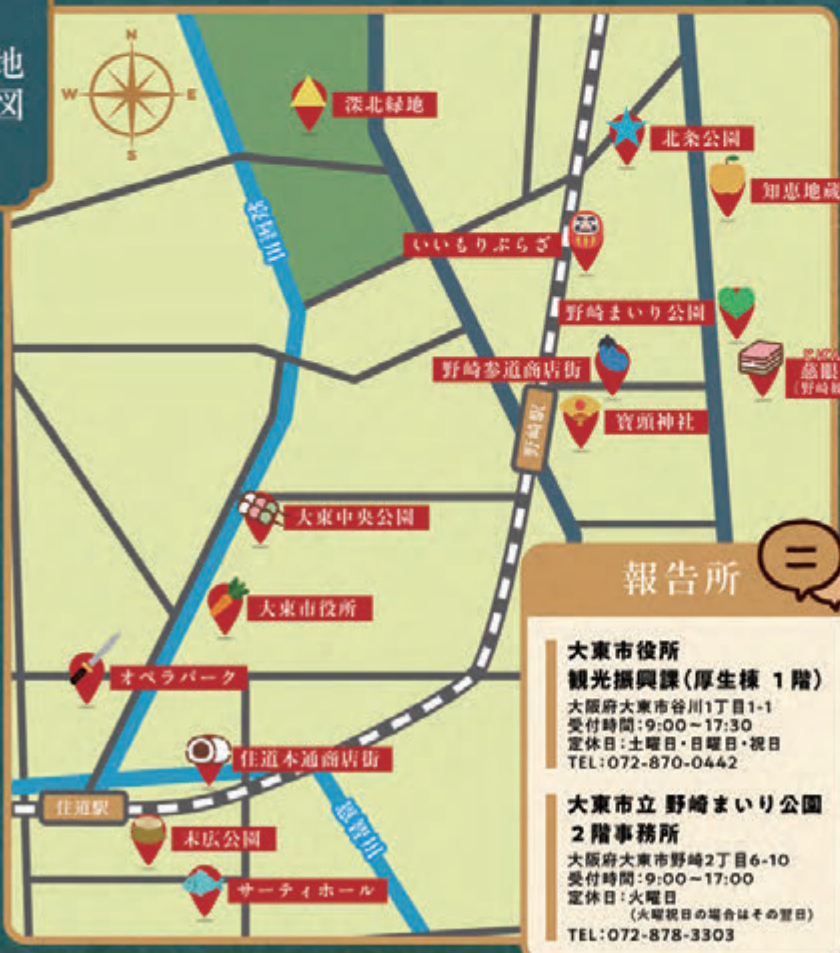 地
図
N
W
E
S
深北緑地
北条公園
知恵地蔵
寝屋川
いいもりぷらざ
野崎まいり公園
野崎参道商店街
慈眼
(野崎
野崎駅
寶頭神社
大東中央公園
大東市役所
オペラパーク
住道本通商店街
住道駅
末広公園
恩智川
サーティホール
報告所
大東市役所
観光振興課(厚生棟 1階)
大阪府大東市谷川1丁目1-1
受付時間:9:00~17:30
定休日:土曜日・日曜日・祝日
TEL:072-870-0442
大東市立 野崎まいり公園
2階事務所
大阪府大東市野崎2丁目6-10
受付時間:9:00~17:00
定休日:火曜日
(火曜祝日の場合はその翌日)
TEL:072-878-3303